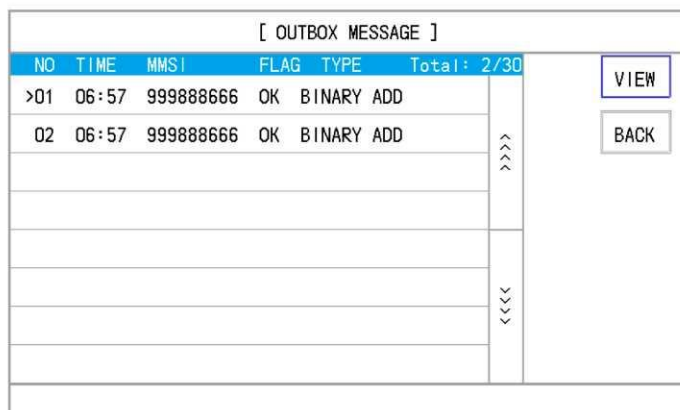 [ OUTBOX MESSAGE ]
NO TIME MMSI FLAG TYPE Total: 2/30
>01 06:57 999888666 OK BINARY ADD
02 06:57 999888666 OK BINARY ADD
VIEW
BACK